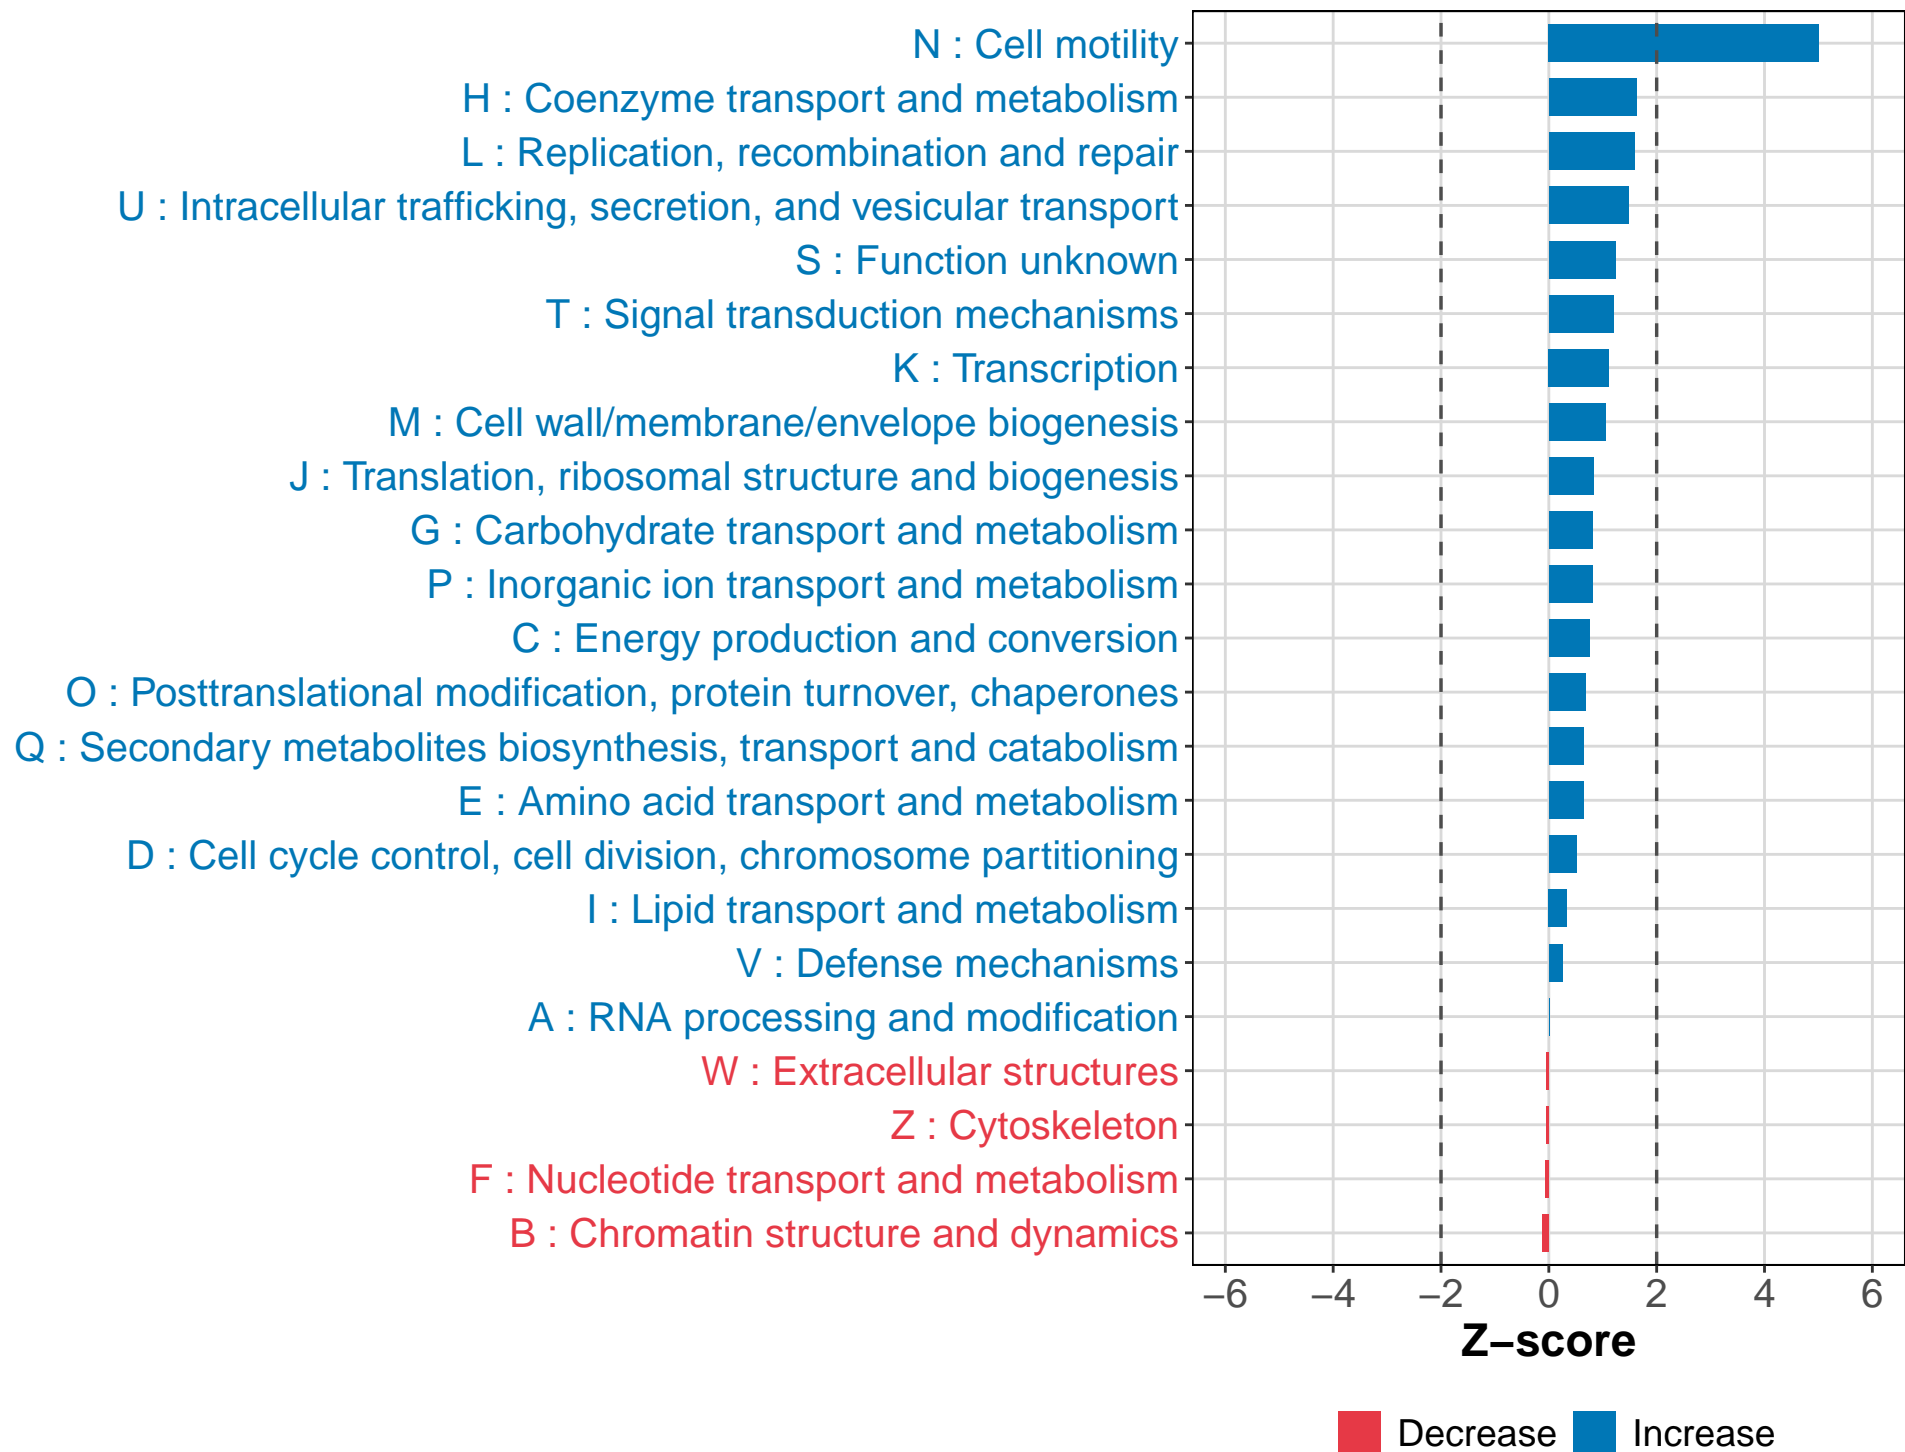 N : Cell motility
H : Coenzyme transport and metabolism
L : Replication, recombination and repair
U : Intracellular trafficking, secretion, and vesicular transport
S : Function unknown
T : Signal transduction mechanisms
K : Transcription
M : Cell wall/membrane/envelope biogenesis
J : Translation, ribosomal structure and biogenesis
G : Carbohydrate transport and metabolism
P : Inorganic ion transport and metabolism
C : Energy production and conversion
O : Posttranslational modification, protein turnover, chaperones
Q : Secondary metabolites biosynthesis, transport and catabolism
E : Amino acid transport and metabolism
D : Cell cycle control, cell division, chromosome partitioning
I : Lipid transport and metabolism
V : Defense mechanisms
A : RNA processing and modification
W : Extracellular structures
Z : Cytoskeleton
F : Nucleotide transport and metabolism
B : Chromatin structure and dynamics
−6 −4 −2 0 2 4 6
Z−score
Decrease Increase